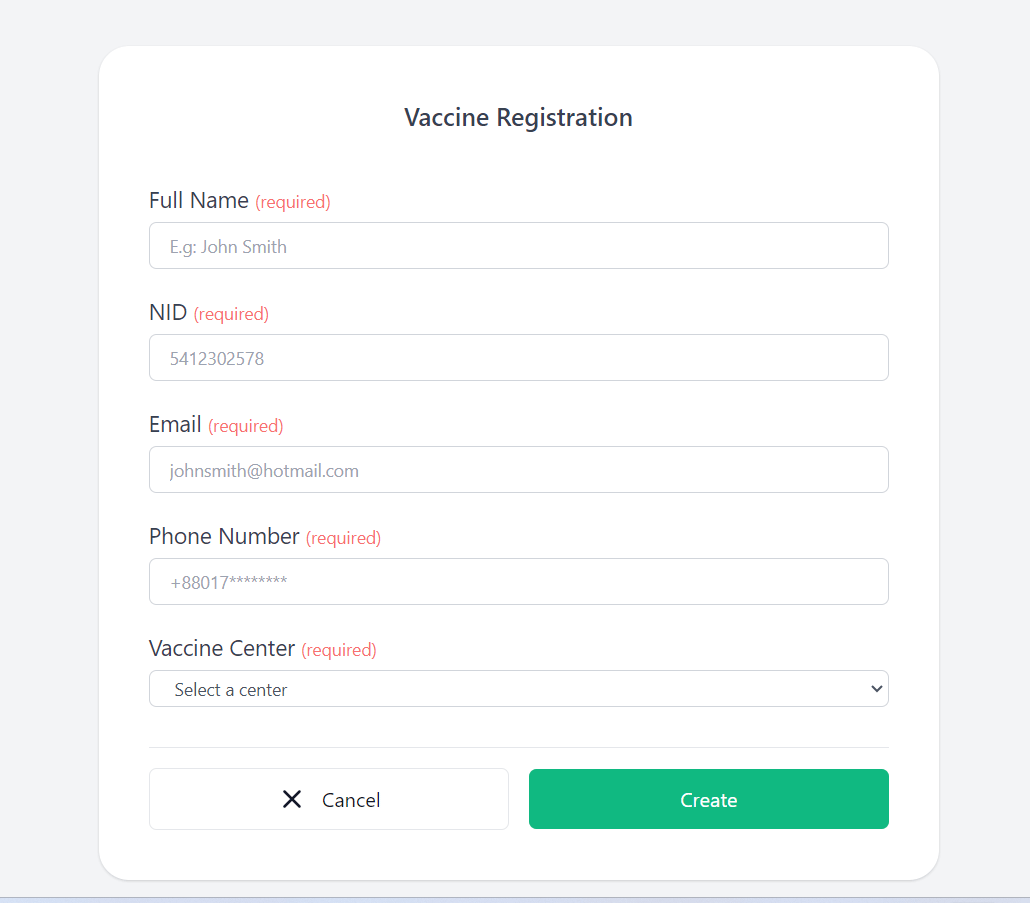 Vaccine Registration
Full Name (required)
E.g: John Smith
NID (required)
5412302578
Email (required)
johnsmith@hotmail.com
Phone Number (required)
+88017********
Vaccine Center (required)
Select a center
Cancel
Create